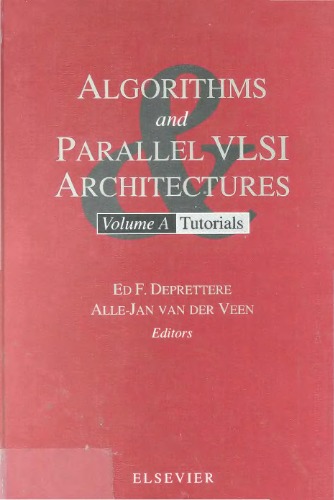 ALGORITHMS
and
PARALLEL VLSI
ARCHITECTURES
&
Volume A Tutorials
ED F. DEPRETTERE
ALLE-JAN VAN DER VEEN
Editors
ELSEVIER